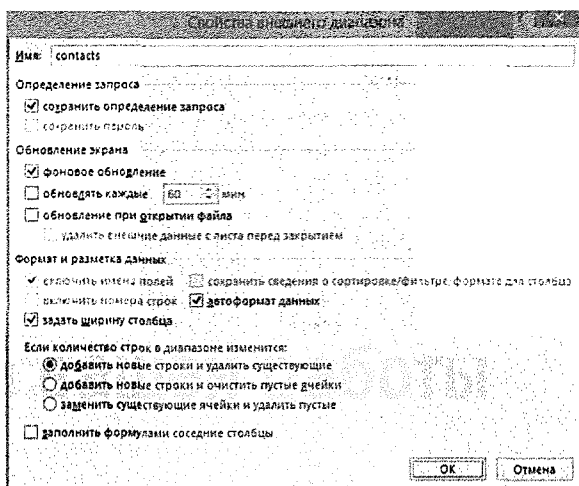 Свойства внешнего диапазона
Имя: contacts
Определение запроса
сохранить определение запроса
сохранить пароль
Обновление экрана
фоновое обновление
обновлять каждые 60 мин
обновление при открытии файла
удалить внешние данные с листа перед закрытием
Формат и разметка данных
включить имена полей сохранить сведения о сортировке/фильтре, формате для столбца
включить номера строк автоформат данных
задать ширину столбца
Если количество строк в диапазоне изменится:
добавить новые строки и удалить существующие
добавить новые строки и очистить пустые ячейки
заменить существующие ячейки и удалить пустые
заполнить формулами соседние столбцы
ОК Отмена